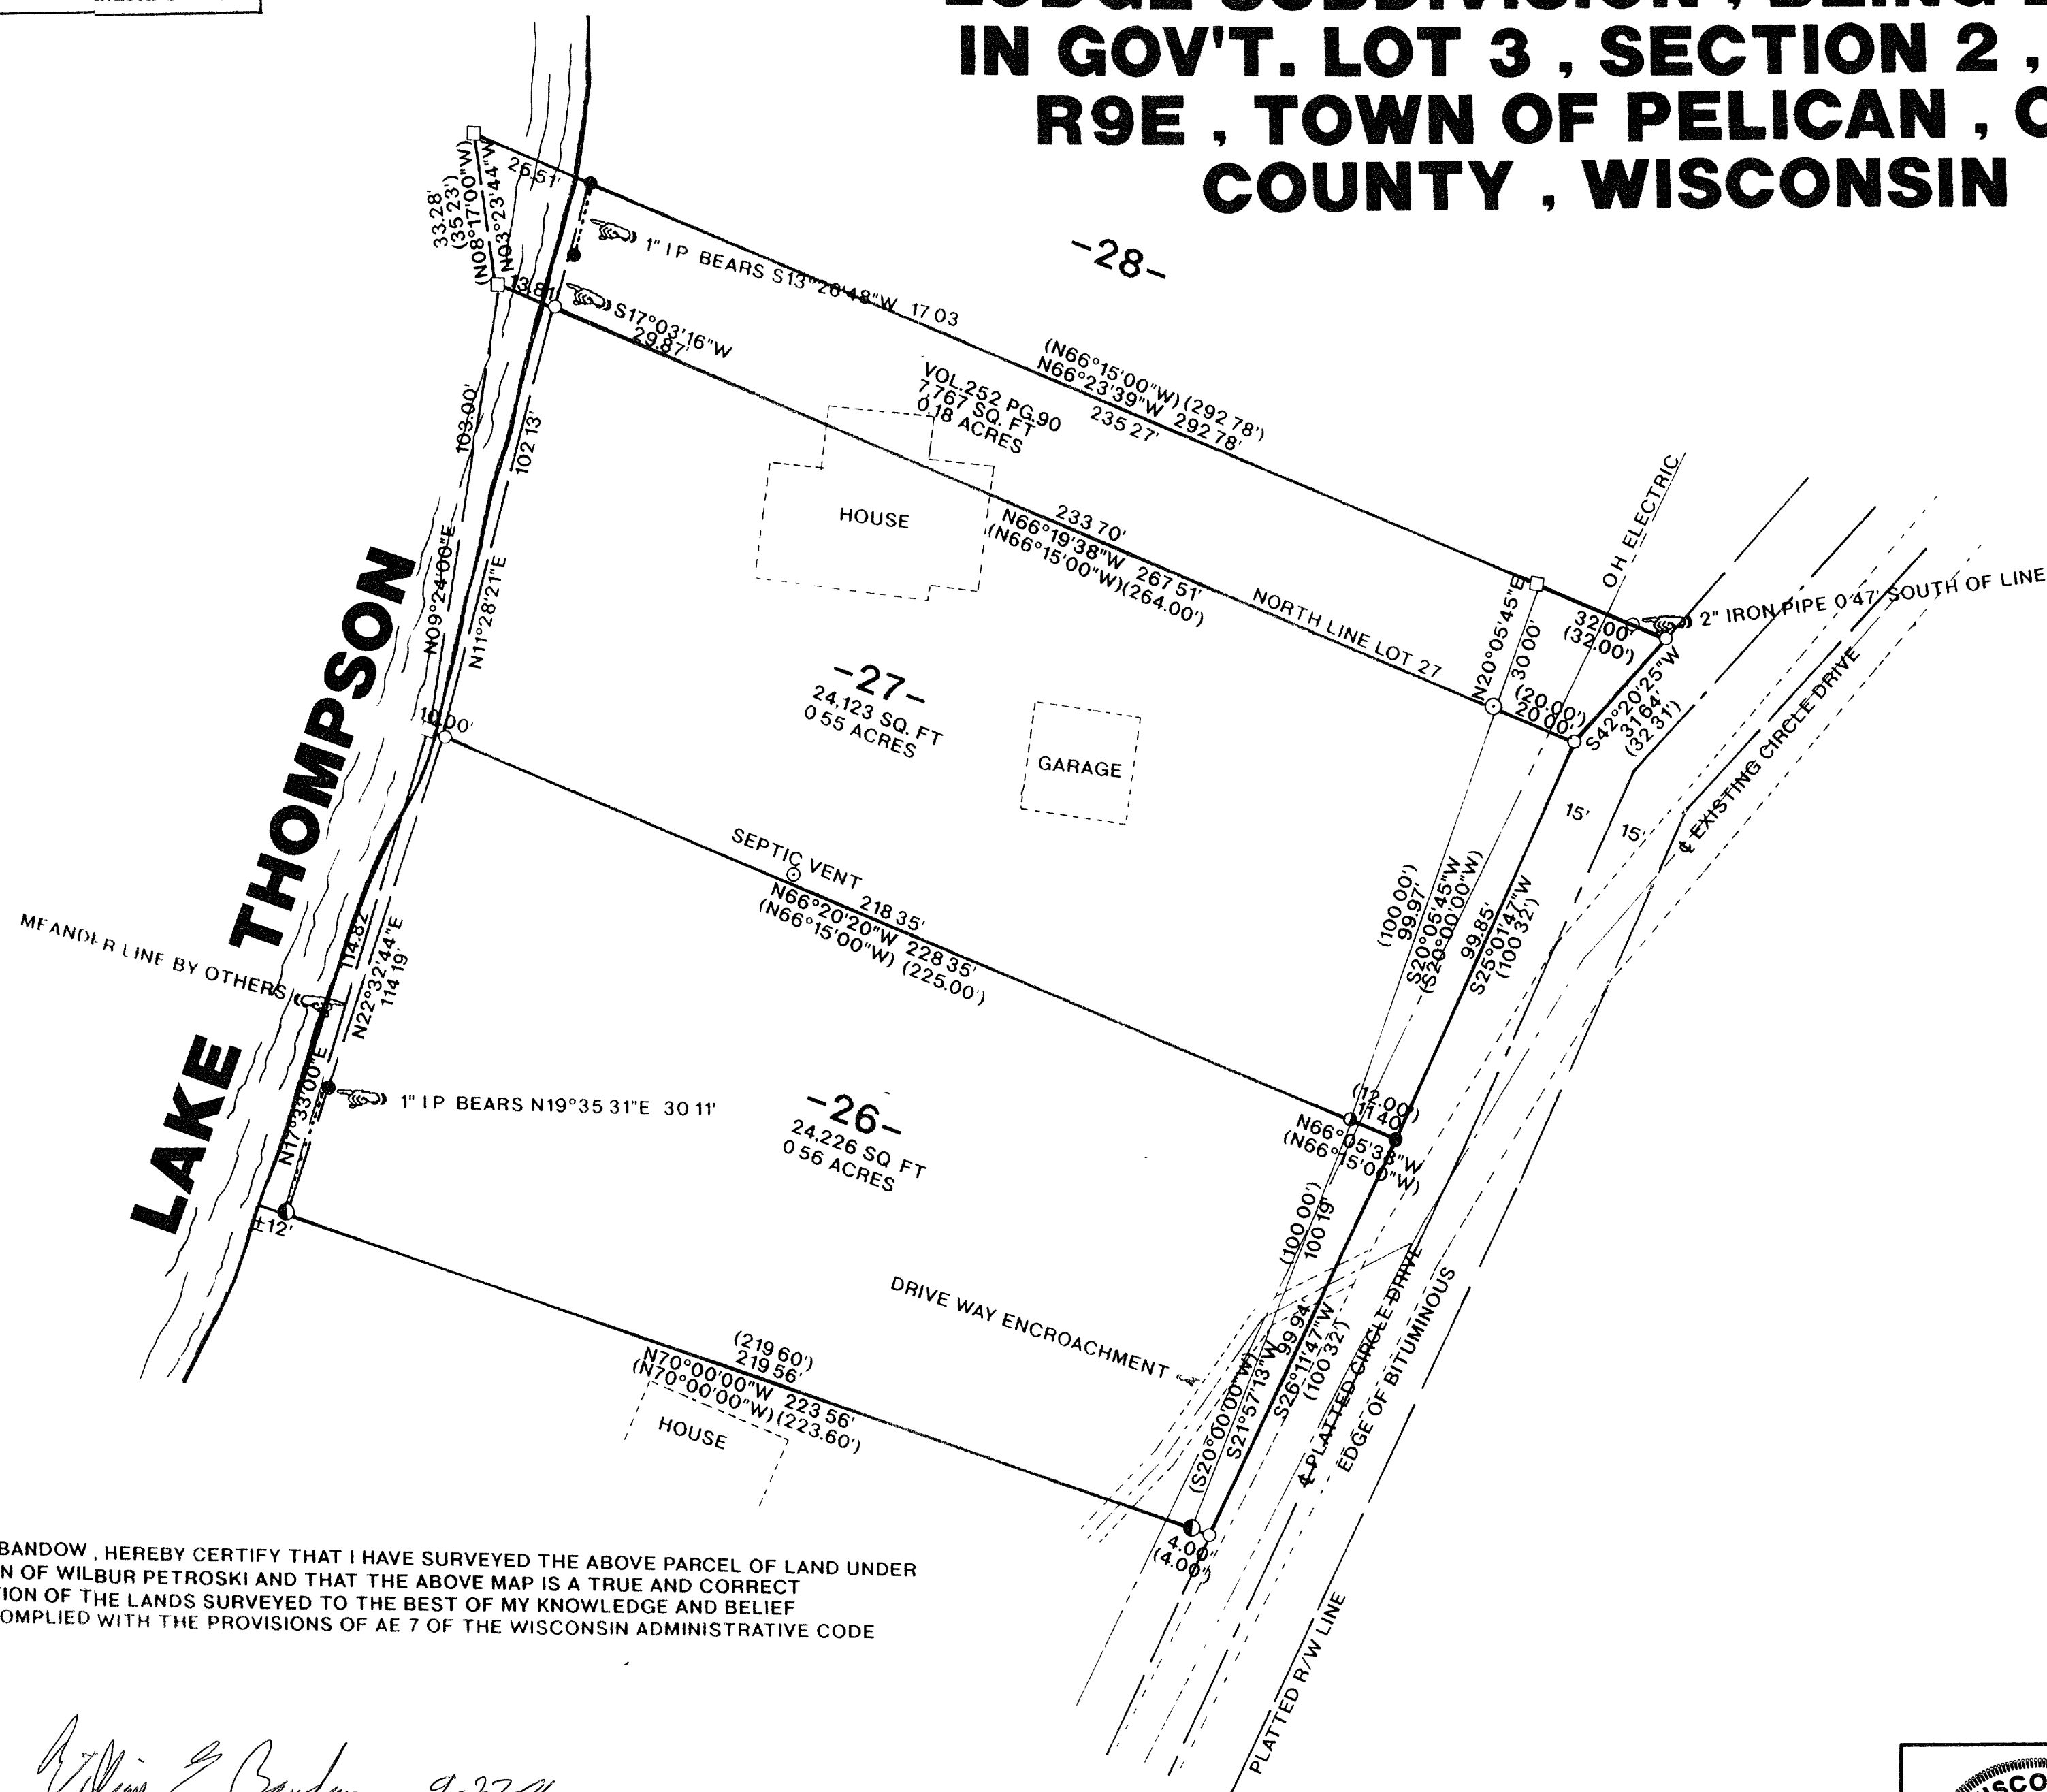 IN GOV'T. LOT 3 , SECTION 2 ,
R9E , TOWN OF PELICAN ,
COUNTY , WISCONSIN
-28-
25.51'
33.28'
(35 23')
(N08°17'00"W)
N03°23'44"W
1" I P BEARS S13°26'48"W 17 03
13.81'
S17°03'16"W
29.87'
(N66°15'00"W) (292 78')
N66°23'39"W 292 78'
235 27'
VOL.252 PG.90
7,767 SQ. FT
0.18 ACRES
HOUSE
103.00'
102 13'
N09°24'00"E
N11°28'21"E
233 70'
N66°19'38"W 267 51'
(N66°15'00"W)(264.00')
NORTH LINE LOT 27
OH ELECTRIC
N20°05'45"E
30 00'
32.00'
(32.00')
2" IRON PIPE 0'47' SOUTH OF LINE
(20.00')
20 00'
S42°20'25"W
31 64'
(32 31')
-27-
24,123 SQ. FT
0 55 ACRES
GARAGE
10.00'
15'
15'
℄ EXISTING CIRCLE DRIVE
LAKE THOMPSON
SEPTIC VENT
218 35'
N66°20'20"W 228 35'
(N66°15'00"W) (225.00')
(100 00')
99.97'
S20°05'45"W
(S20°00'00"W)
99.85'
S25°01'47"W
(100 32')
MEANDER LINE BY OTHERS
114.82'
N22°32'44"E
114 19'
N17°33'00"E
1" I P BEARS N19°35 31"E 30 11'
-26-
24,226 SQ FT
0 56 ACRES
(12.00')
11 40'
N66°05'38"W
(N66°15'00"W)
±12'
(100 00')
100 19'
DRIVE WAY ENCROACHMENT
99 94'
S26°11'47"W
(100 32')
(S20°00'00"W)
S21°57'13"W
℄ PLATTED CIRCLE DRIVE
EDGE OF BITUMINOUS
(219 60')
219 56'
N70°00'00"W 223 56'
(N70°00'00"W) (223.60')
HOUSE
4.00'
(4.00')
PLATTED R/W LINE
BANDOW , HEREBY CERTIFY THAT I HAVE SURVEYED THE ABOVE PARCEL OF LAND UNDER
N OF WILBUR PETROSKI AND THAT THE ABOVE MAP IS A TRUE AND CORRECT
ION OF THE LANDS SURVEYED TO THE BEST OF MY KNOWLEDGE AND BELIEF
OMPLIED WITH THE PROVISIONS OF AE 7 OF THE WISCONSIN ADMINISTRATIVE CODE